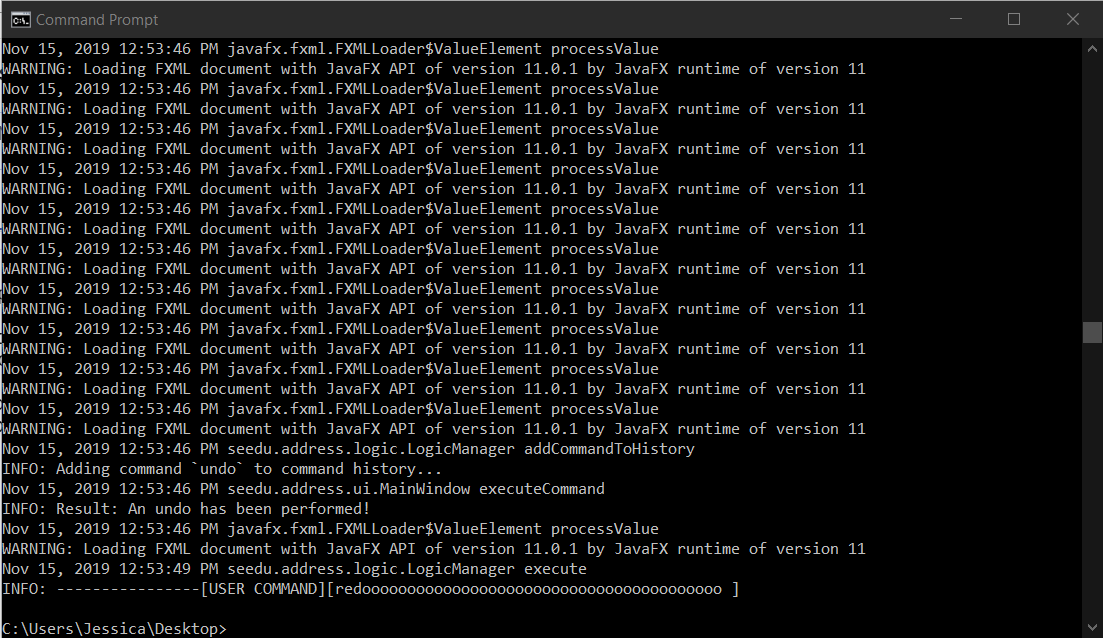 Command Prompt
Nov 15, 2019 12:53:46 PM javafx.fxml.FXMLLoader$ValueElement processValue
WARNING: Loading FXML document with JavaFX API of version 11.0.1 by JavaFX runtime of version 11
Nov 15, 2019 12:53:46 PM javafx.fxml.FXMLLoader$ValueElement processValue
WARNING: Loading FXML document with JavaFX API of version 11.0.1 by JavaFX runtime of version 11
Nov 15, 2019 12:53:46 PM javafx.fxml.FXMLLoader$ValueElement processValue
WARNING: Loading FXML document with JavaFX API of version 11.0.1 by JavaFX runtime of version 11
Nov 15, 2019 12:53:46 PM javafx.fxml.FXMLLoader$ValueElement processValue
WARNING: Loading FXML document with JavaFX API of version 11.0.1 by JavaFX runtime of version 11
Nov 15, 2019 12:53:46 PM javafx.fxml.FXMLLoader$ValueElement processValue
WARNING: Loading FXML document with JavaFX API of version 11.0.1 by JavaFX runtime of version 11
Nov 15, 2019 12:53:46 PM javafx.fxml.FXMLLoader$ValueElement processValue
WARNING: Loading FXML document with JavaFX API of version 11.0.1 by JavaFX runtime of version 11
Nov 15, 2019 12:53:46 PM javafx.fxml.FXMLLoader$ValueElement processValue
WARNING: Loading FXML document with JavaFX API of version 11.0.1 by JavaFX runtime of version 11
Nov 15, 2019 12:53:46 PM javafx.fxml.FXMLLoader$ValueElement processValue
WARNING: Loading FXML document with JavaFX API of version 11.0.1 by JavaFX runtime of version 11
Nov 15, 2019 12:53:46 PM javafx.fxml.FXMLLoader$ValueElement processValue
WARNING: Loading FXML document with JavaFX API of version 11.0.1 by JavaFX runtime of version 11
Nov 15, 2019 12:53:46 PM javafx.fxml.FXMLLoader$ValueElement processValue
WARNING: Loading FXML document with JavaFX API of version 11.0.1 by JavaFX runtime of version 11
Nov 15, 2019 12:53:46 PM seedu.address.logic.LogicManager addCommandToHistory
INFO: Adding command `undo` to command history...
Nov 15, 2019 12:53:46 PM seedu.address.ui.MainWindow executeCommand
INFO: Result: An undo has been performed!
Nov 15, 2019 12:53:46 PM javafx.fxml.FXMLLoader$ValueElement processValue
WARNING: Loading FXML document with JavaFX API of version 11.0.1 by JavaFX runtime of version 11
Nov 15, 2019 12:53:49 PM seedu.address.logic.LogicManager execute
INFO: ----------------[USER COMMAND][redoooooooooooooooooooooooooooooooooooooooo ]
C:\Users\Jessica\Desktop>